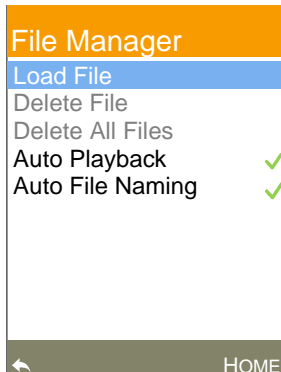 File Manager
Load File
Delete File
Delete All Files
Auto Playback
Auto File Naming
HOME